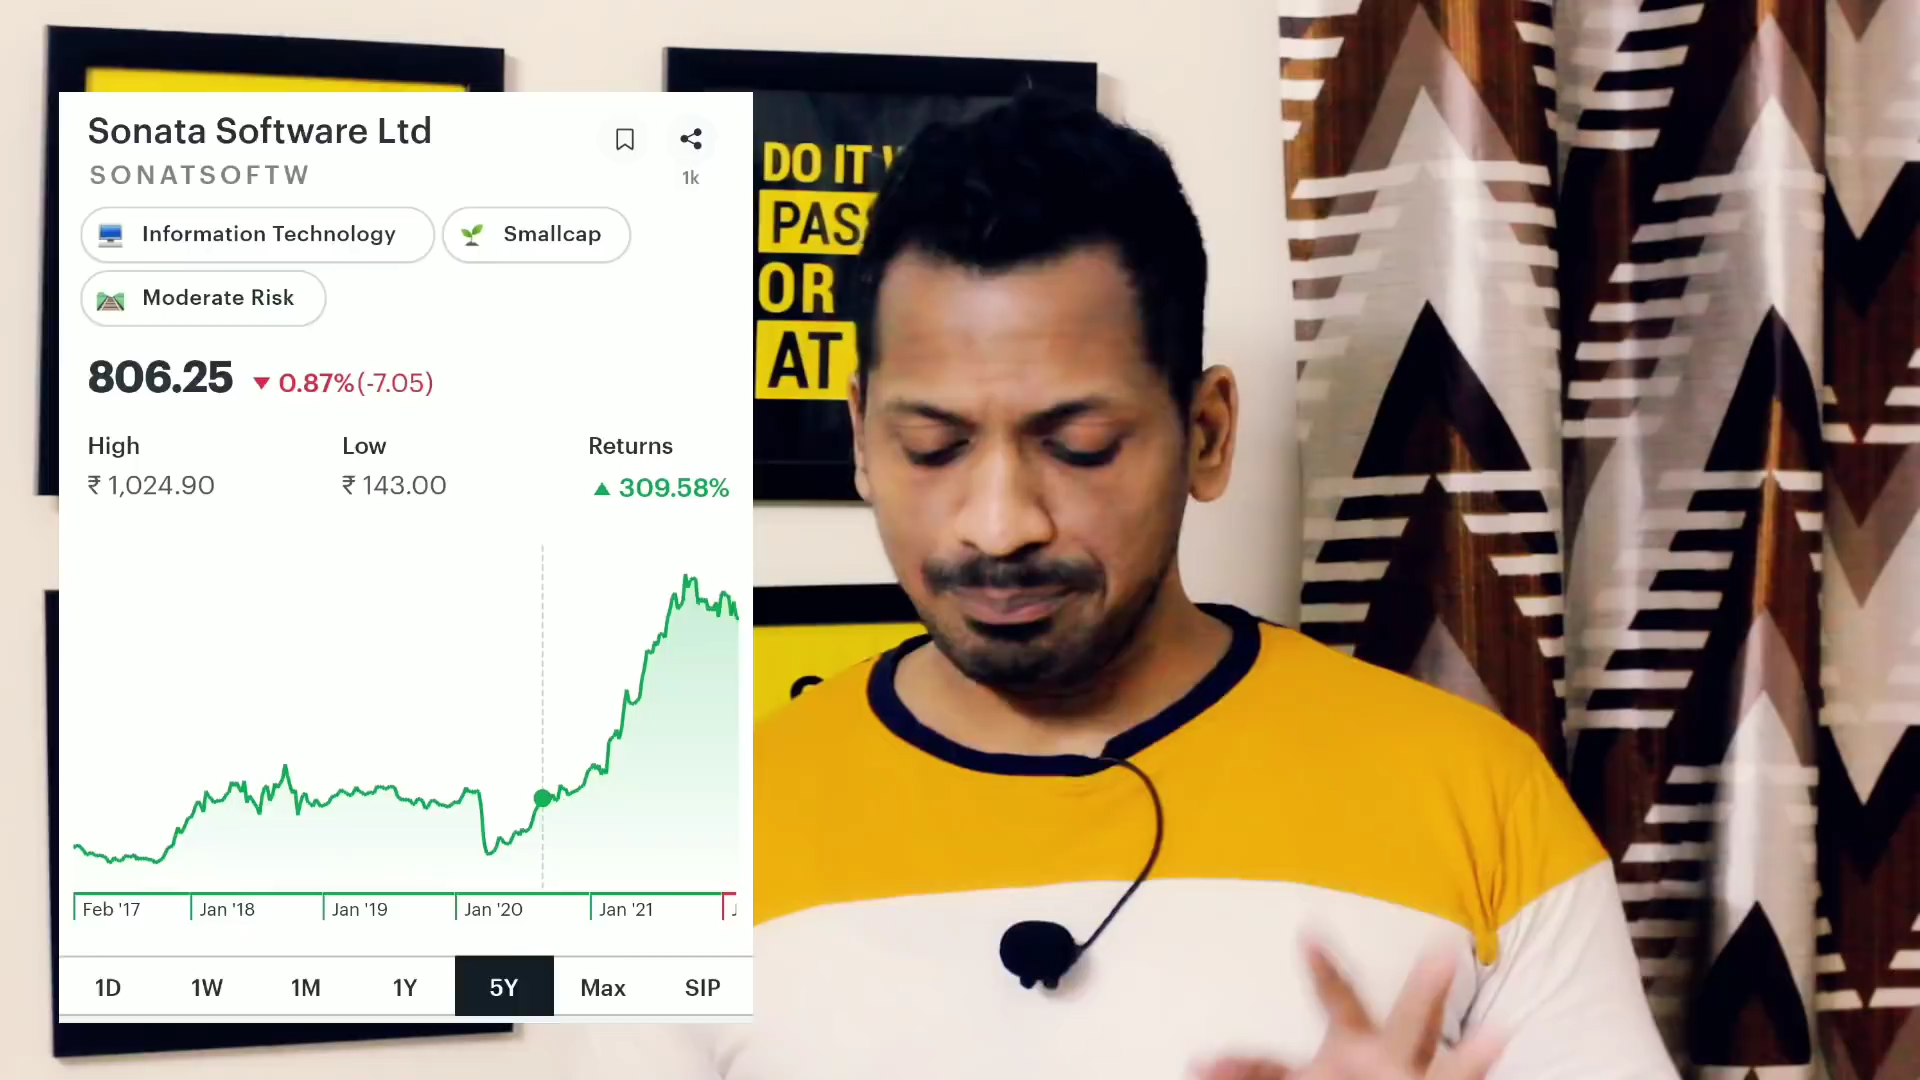 Sonata Software Ltd
SONATSOFTW
1k
Information Technology
Smallcap
Moderate Risk
806.25 ▼ 0.87% (-7.05)
High Low Returns
₹ 1,024.90 ₹ 143.00 ▲ 309.58%
Feb '17 Jan '18 Jan '19 Jan '20 Jan '21
1D 1W 1M 1Y 5Y Max SIP
DO IT
OR
AT